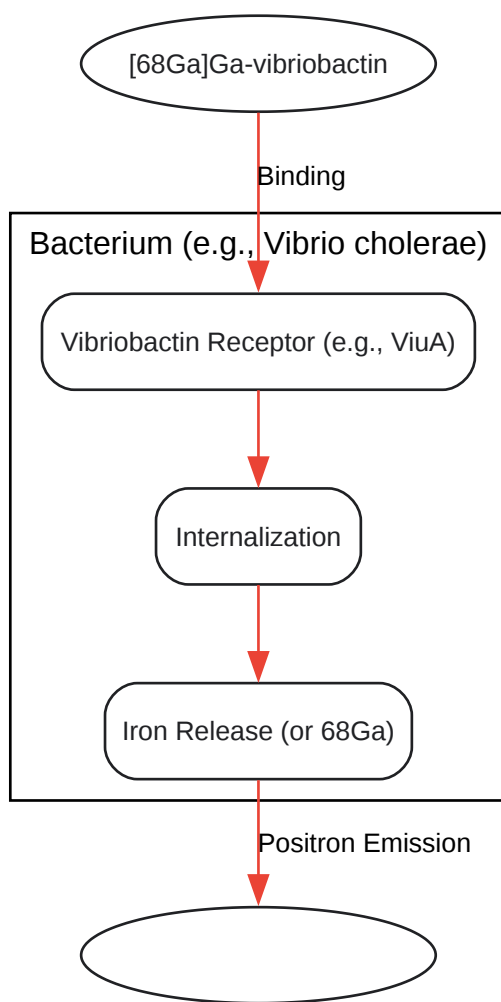 [68Ga]Ga-vibriobactin
Binding
Bacterium (e.g., Vibrio cholerae)
Vibriobactin Receptor (e.g., ViuA)
Internalization
Iron Release (or 68Ga)
Positron Emission